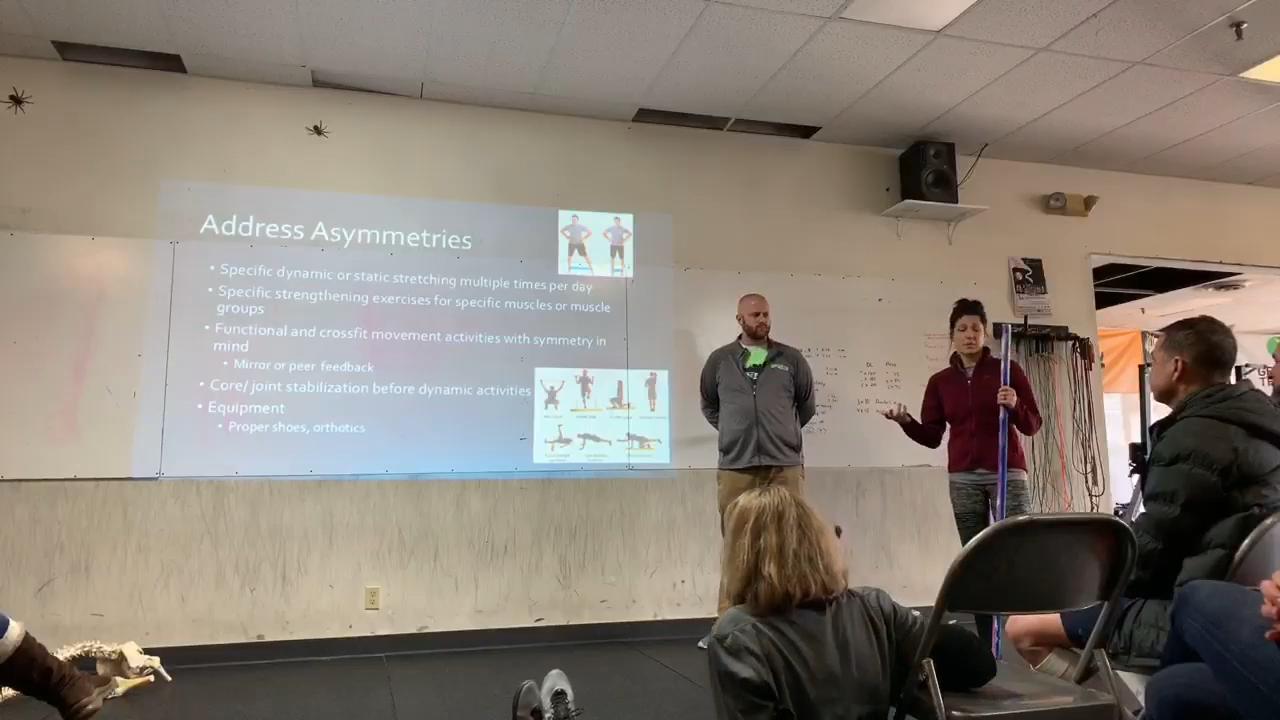 Address Asymmetries
• Specific dynamic or static stretching multiple times per day
• Specific strengthening exercises for specific muscles or muscle
groups
• Functional and crossfit movement activities with symmetry in
mind
• Mirror or peer feedback
• Core/ joint stabilization before dynamic activities
• Equipment
• Proper shoes, orthotics